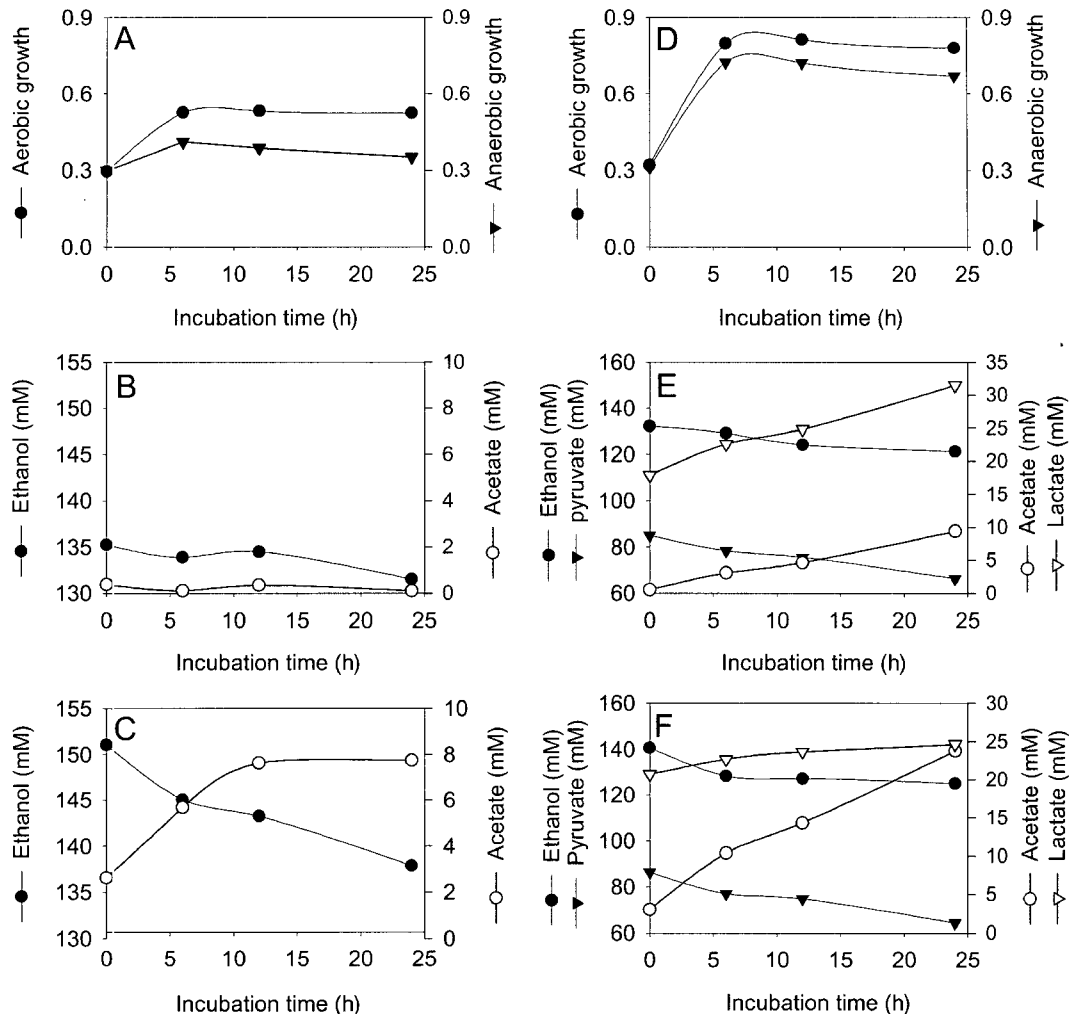 A
0.9
0.6
0.3
0.0
0.9
0.6
0.3
0.0
0 5 10 15 20 25
Incubation time (h)
Aerobic growth
Anaerobic growth
D
0.9
0.6
0.3
0.0
0.9
0.6
0.3
0.0
0 5 10 15 20 25
Incubation time (h)
Aerobic growth
Anaerobic growth
B
155
150
145
140
135
130
10
8
6
4
2
0
0 5 10 15 20 25
Incubation time (h)
Ethanol (mM)
Acetate (mM)
E
160
140
120
100
80
60
35
30
25
20
15
10
5
0
0 5 10 15 20 25
Incubation time (h)
Ethanol (mM)
pyruvate (mM)
Acetate (mM)
Lactate (mM)
C
155
150
145
140
135
130
10
8
6
4
2
0
0 5 10 15 20 25
Incubation time (h)
Ethanol (mM)
Acetate (mM)
F
160
140
120
100
80
60
30
25
20
15
10
5
0
0 5 10 15 20 25
Incubation time (h)
Ethanol (mM)
Pyruvate (mM)
Acetate (mM)
Lactate (mM)